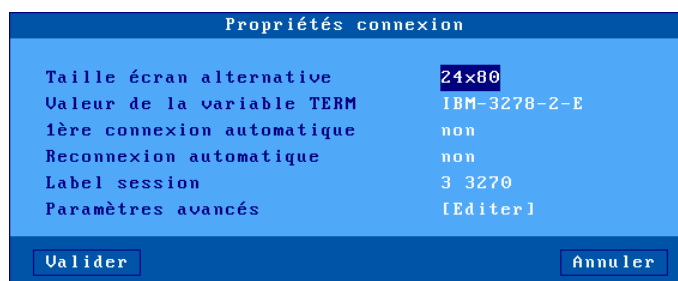 Propriétés connexion
Taille écran alternative 24x80
Valeur de la variable TERM IBM-3278-2-E
1ère connexion automatique non
Reconnexion automatique non
Label session 3 3270
Paramètres avancés [Editer]
Valider Annuler